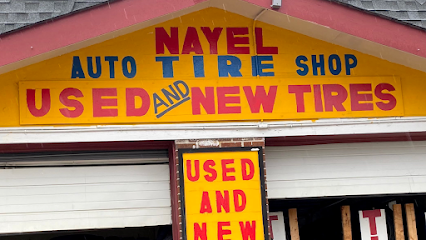 NAYEL
AUTO TIRE SHOP
USED AND NEW TIRES
USED
AND
NEW
T